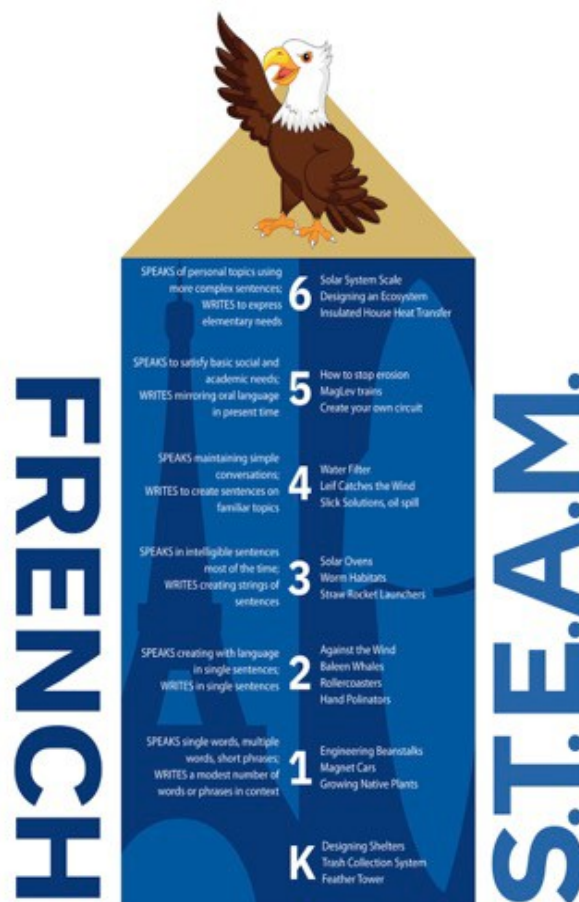 FRENCH
S.T.E.A.M.
SPEAKS of personal topics using
more complex sentences;
WRITES to express
elementary needs
6
Solar System Scale
Designing an Ecosystem
Insulated House Heat Transfer
SPEAKS to satisfy basic social and
academic needs;
WRITES mirroring oral language
in present time
5
How to stop erosion
MagLev trains
Create your own circuit
SPEAKS maintaining simple
conversations;
WRITES to create sentences on
familiar topics
4
Water Filter
Leif Catches the Wind
Slick Solutions, oil spill
SPEAKS in intelligible sentences
most of the time;
WRITES creating strings of
sentences
3
Solar Ovens
Worm Habitats
Straw Rocket Launchers
SPEAKS creating with language
in single sentences;
WRITES in single sentences
2
Against the Wind
Baleen Whales
Rollercoasters
Hand Polinators
SPEAKS single words, multiple
words, short phrases;
WRITES a modest number of
words or phrases in context
1
Engineering Beanstalks
Magnet Cars
Growing Native Plants
K
Designing Shelters
Trash Collection System
Feather Tower